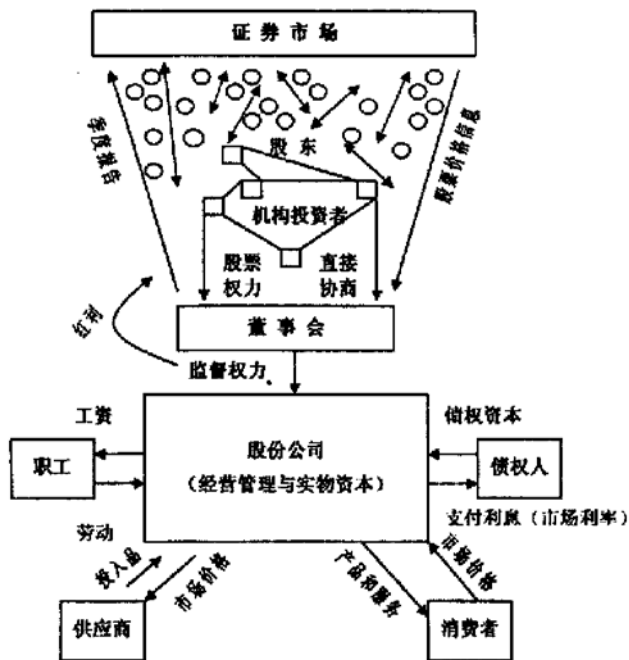 证券市场
季度报告
股东
股票价格信息
机构投资者
股票
权力
直接
协商
红利
董事会
监督权力
工资
债权资本
职工
股份公司
(经营管理与实物资本)
债权人
劳动
支付利息(市场利率)
投入品
市场价格
产品和服务
市场价格
供应商
消费者